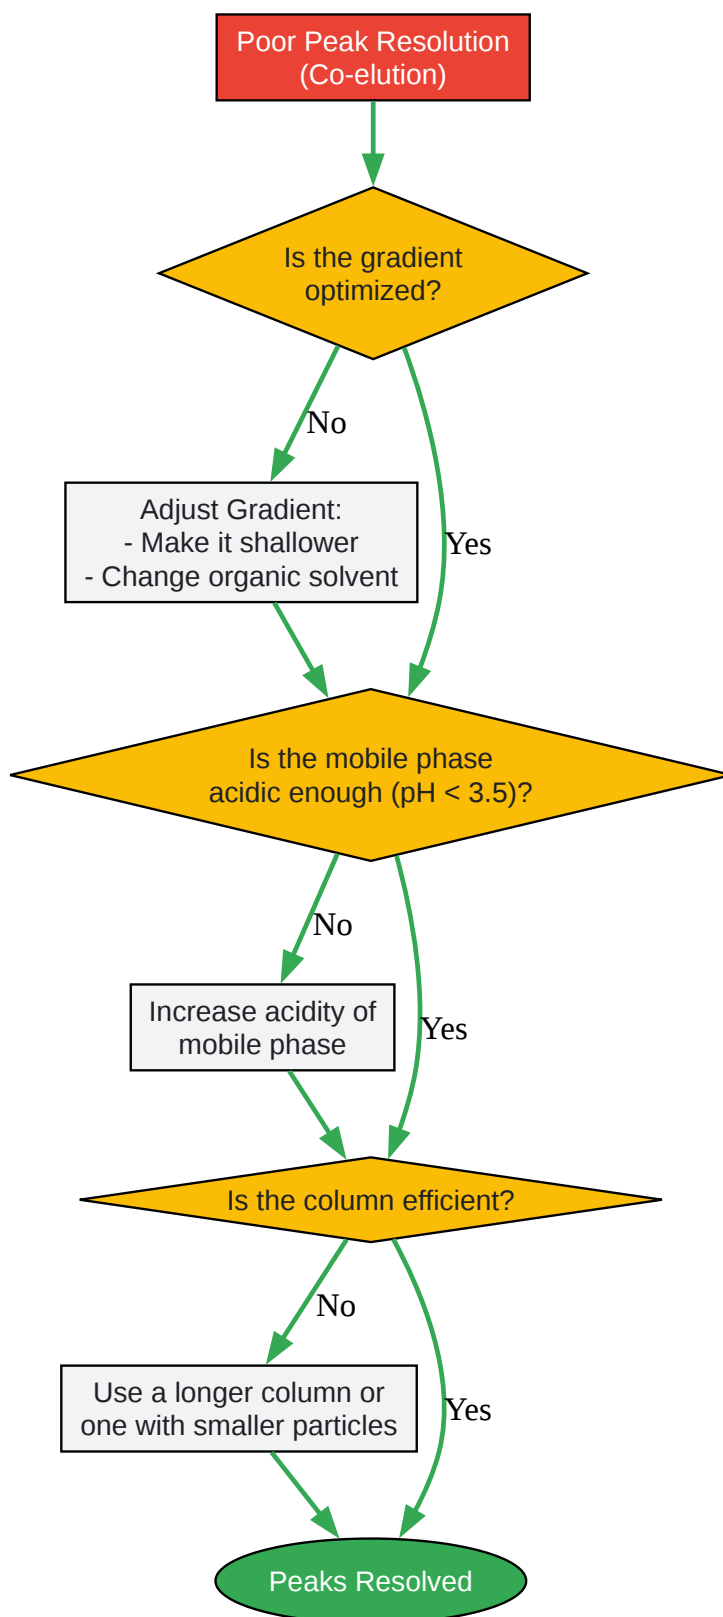 Poor Peak Resolution
(Co-elution)
Is the gradient
optimized?
No
Adjust Gradient:
- Make it shallower
- Change organic solvent
Yes
Is the mobile phase
acidic enough (pH < 3.5)?
No
Increase acidity of
mobile phase
Yes
Is the column efficient?
No
Use a longer column or
one with smaller particles
Yes
Peaks Resolved